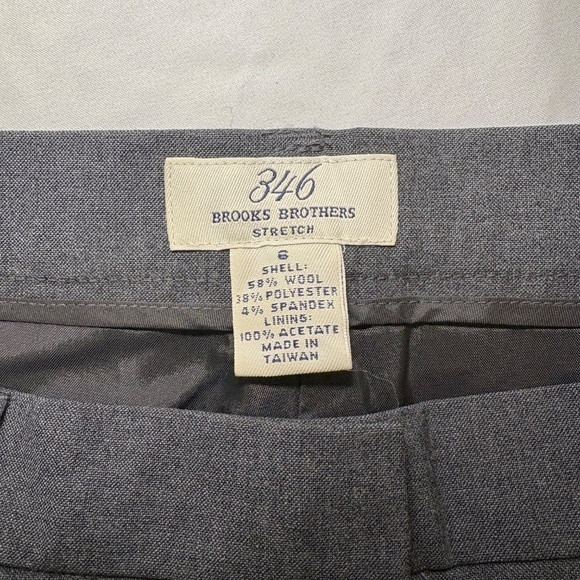 346
BROOKS BROTHERS
STRETCH
6
SHELL:
58% WOOL
38% POLYESTER
4% SPANDEX
LINING:
100% ACETATE
MADE IN
TAIWAN